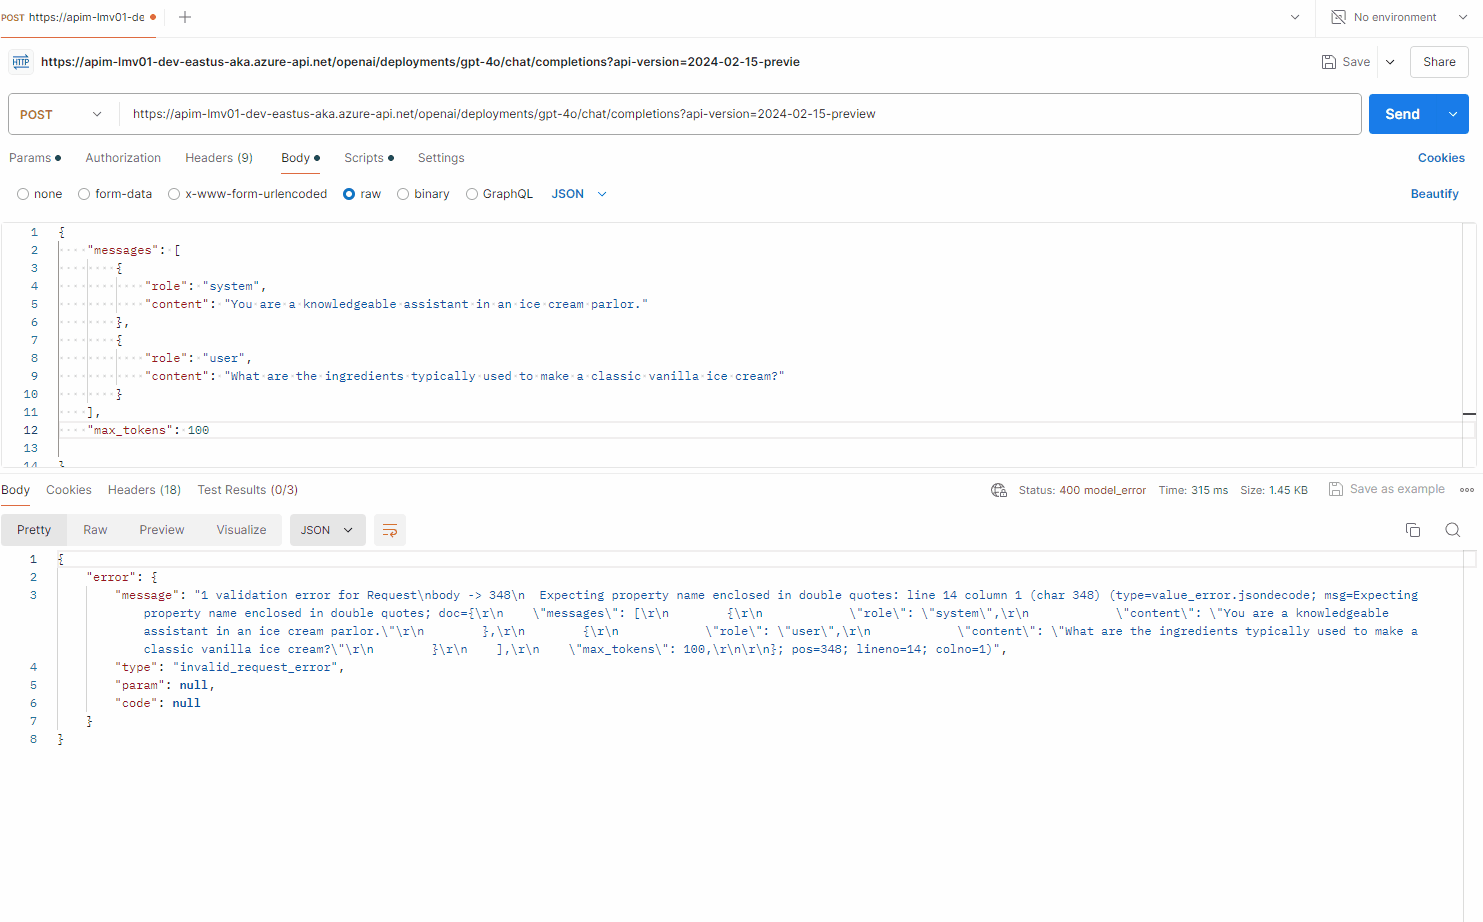 POST https://apim-lmv01-de
No environment
HTTP https://apim-lmv01-dev-eastus-aka.azure-api.net/openai/deployments/gpt-4o/chat/completions?api-version=2024-02-15-previe
Save
Share
POST
https://apim-lmv01-dev-eastus-aka.azure-api.net/openai/deployments/gpt-4o/chat/completions?api-version=2024-02-15-preview
Send
Params Authorization Headers (9) Body Scripts Settings
Cookies
none form-data x-www-form-urlencoded raw binary GraphQL JSON
Beautify
1 {
2 "messages": [
3 {
4 "role": "system",
5 "content": "You are a knowledgeable assistant in an ice cream parlor."
6 },
7 {
8 "role": "user",
9 "content": "What are the ingredients typically used to make a classic vanilla ice cream?"
10 }
11 ],
12 "max_tokens": 100
13
14 }
Body Cookies Headers (18) Test Results (0/3)
Status: 400 model_error Time: 315 ms Size: 1.45 KB
Save as example
Pretty Raw Preview Visualize JSON
1 {
2 "error": {
3 "message": "1 validation error for Request\nbody -> 348\n  Expecting property name enclosed in double quotes: line 14 column 1 (char 348) (type=value_error.jsondecode; msg=Expecting
property name enclosed in double quotes; doc={\r\n    \"messages\": [\r\n        {\r\n            \"role\": \"system\",\r\n            \"content\": \"You are a knowledgeable
assistant in an ice cream parlor.\"\r\n        },\r\n        {\r\n            \"role\": \"user\",\r\n            \"content\": \"What are the ingredients typically used to make a
classic vanilla ice cream?\"\r\n        }\r\n    ],\r\n    \"max_tokens\": 100,\r\n\r\n}; pos=348; lineno=14; colno=1)",
4 "type": "invalid_request_error",
5 "param": null,
6 "code": null
7 }
8 }